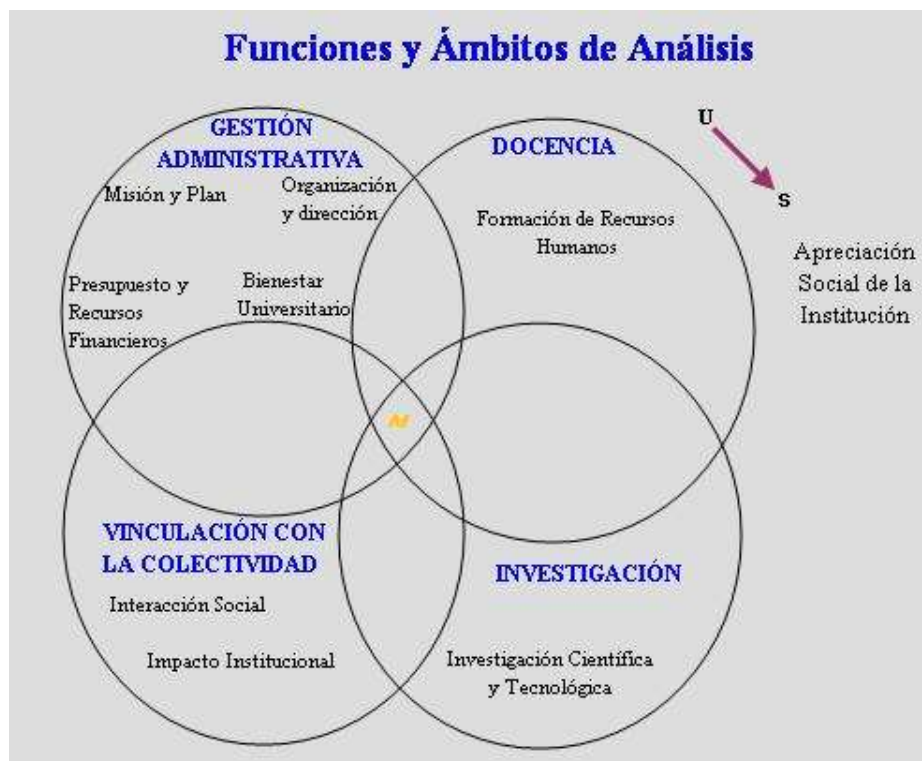 Funciones y Ámbitos de Análisis
GESTIÓN
ADMINISTRATIVA
Misión y Plan
Organización
y dirección
Presupuesto y
Recursos
Financieros
Bienestar
Universitario
DOCENCIA
Formación de Recursos
Humanos
U
S
Apreciación
Social de la
Institución
VINCULACIÓN CON
LA COLECTIVIDAD
Interacción Social
Impacto Institucional
INVESTIGACIÓN
Investigación Científica
y Tecnológica